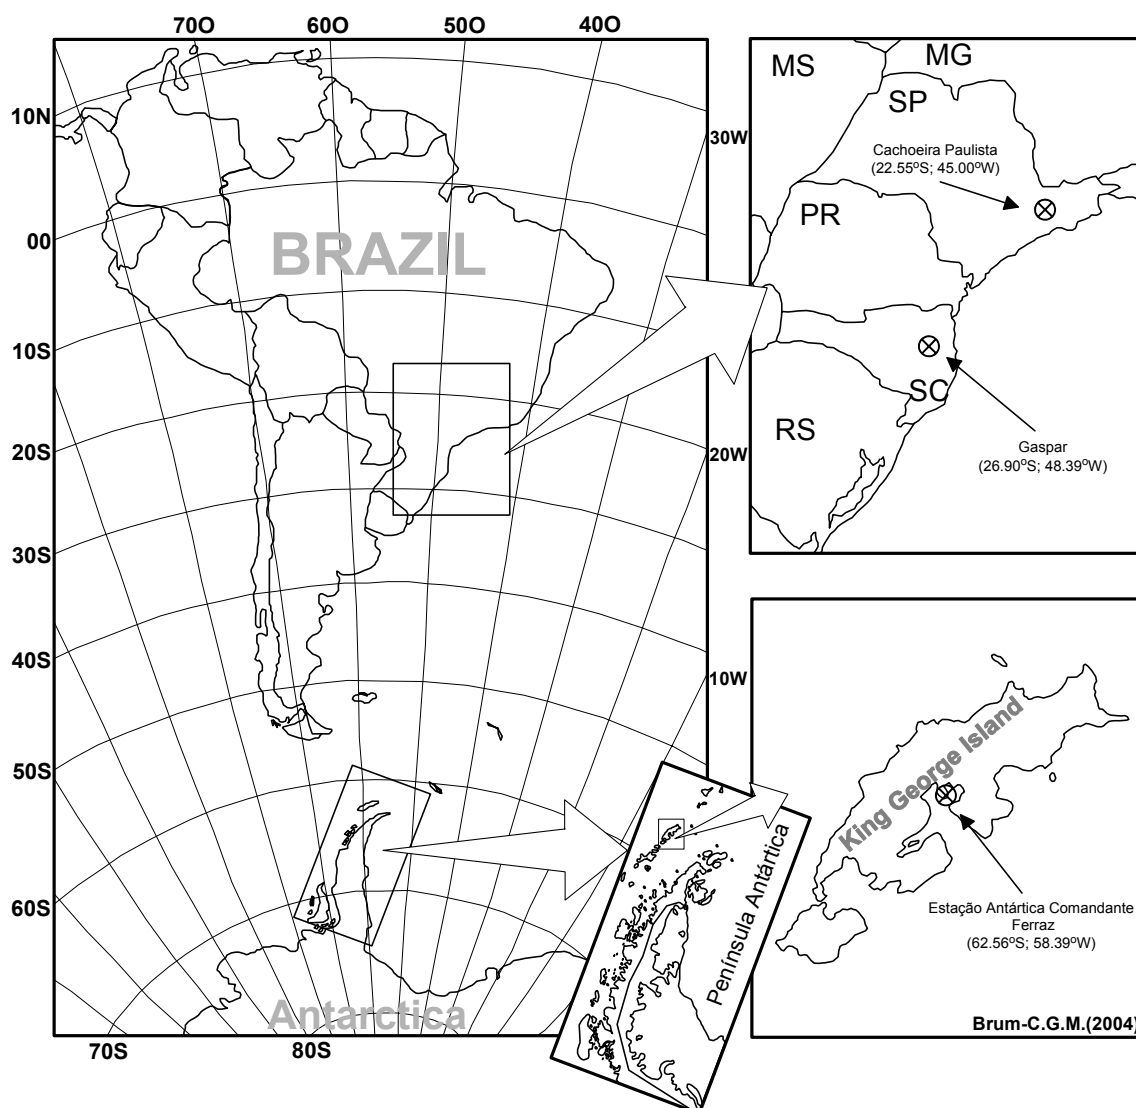 70O
60O
50O
40O
10N
00
10S
20S
30S
40S
50S
60S
70S
80S
30W
20W
10W
BRAZIL
Antarctica
MS
MG
SP
Cachoeira Paulista
(22.55ºS; 45.00ºW)
PR
SC
RS
Gaspar
(26.90ºS; 48.39ºW)
Península Antártica
King George Island
Estação Antártica Comandante
Ferraz
(62.56ºS; 58.39ºW)
Brum-C.G.M.(2004)